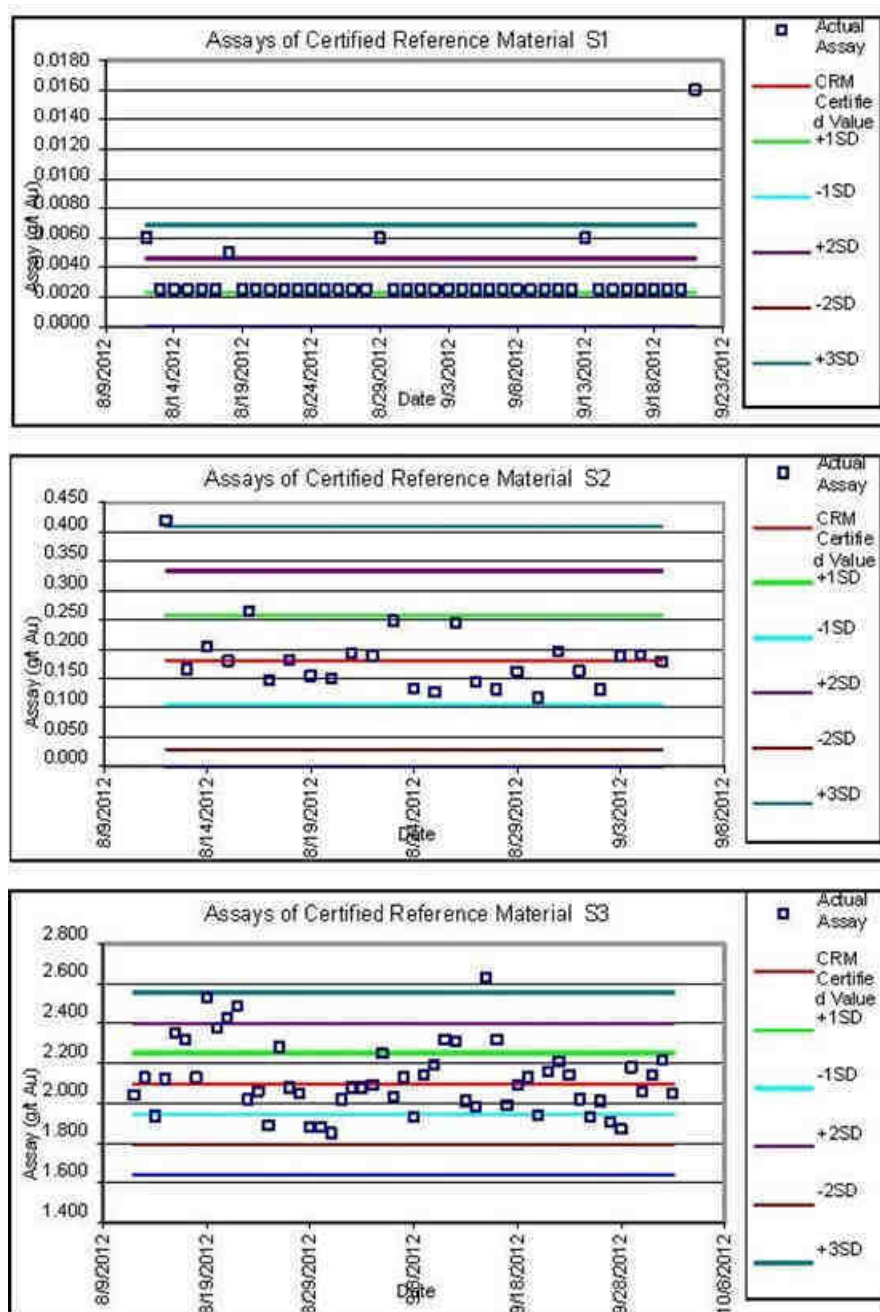 Assays of Certified Reference Material S1
Assay (g/t Au)
0.0180
0.0160
0.0140
0.0120
0.0100
0.0080
0.0060
0.0040
0.0020
0.0000
8/9/2012
8/14/2012
8/19/2012
8/24/2012
8/29/2012
9/3/2012
9/8/2012
9/13/2012
9/18/2012
9/23/2012
Date
Actual
Assay
CRM
Certifie
d Value
+1SD
-1SD
+2SD
-2SD
+3SD
Assays of Certified Reference Material S2
Assay (g/t Au)
0.450
0.400
0.350
0.300
0.250
0.200
0.150
0.100
0.050
0.000
8/9/2012
8/14/2012
8/19/2012
8/29/2012
9/3/2012
9/8/2012
Date
Actual
Assay
CRM
Certifie
d Value
+1SD
-1SD
+2SD
-2SD
+3SD
Assays of Certified Reference Material S3
Assay (g/t Au)
2.800
2.600
2.400
2.200
2.000
1.800
1.600
1.400
8/9/2012
8/19/2012
8/29/2012
9/18/2012
9/28/2012
10/8/2012
Date
Actual
Assay
CRM
Certifie
d Value
+1SD
-1SD
+2SD
-2SD
+3SD